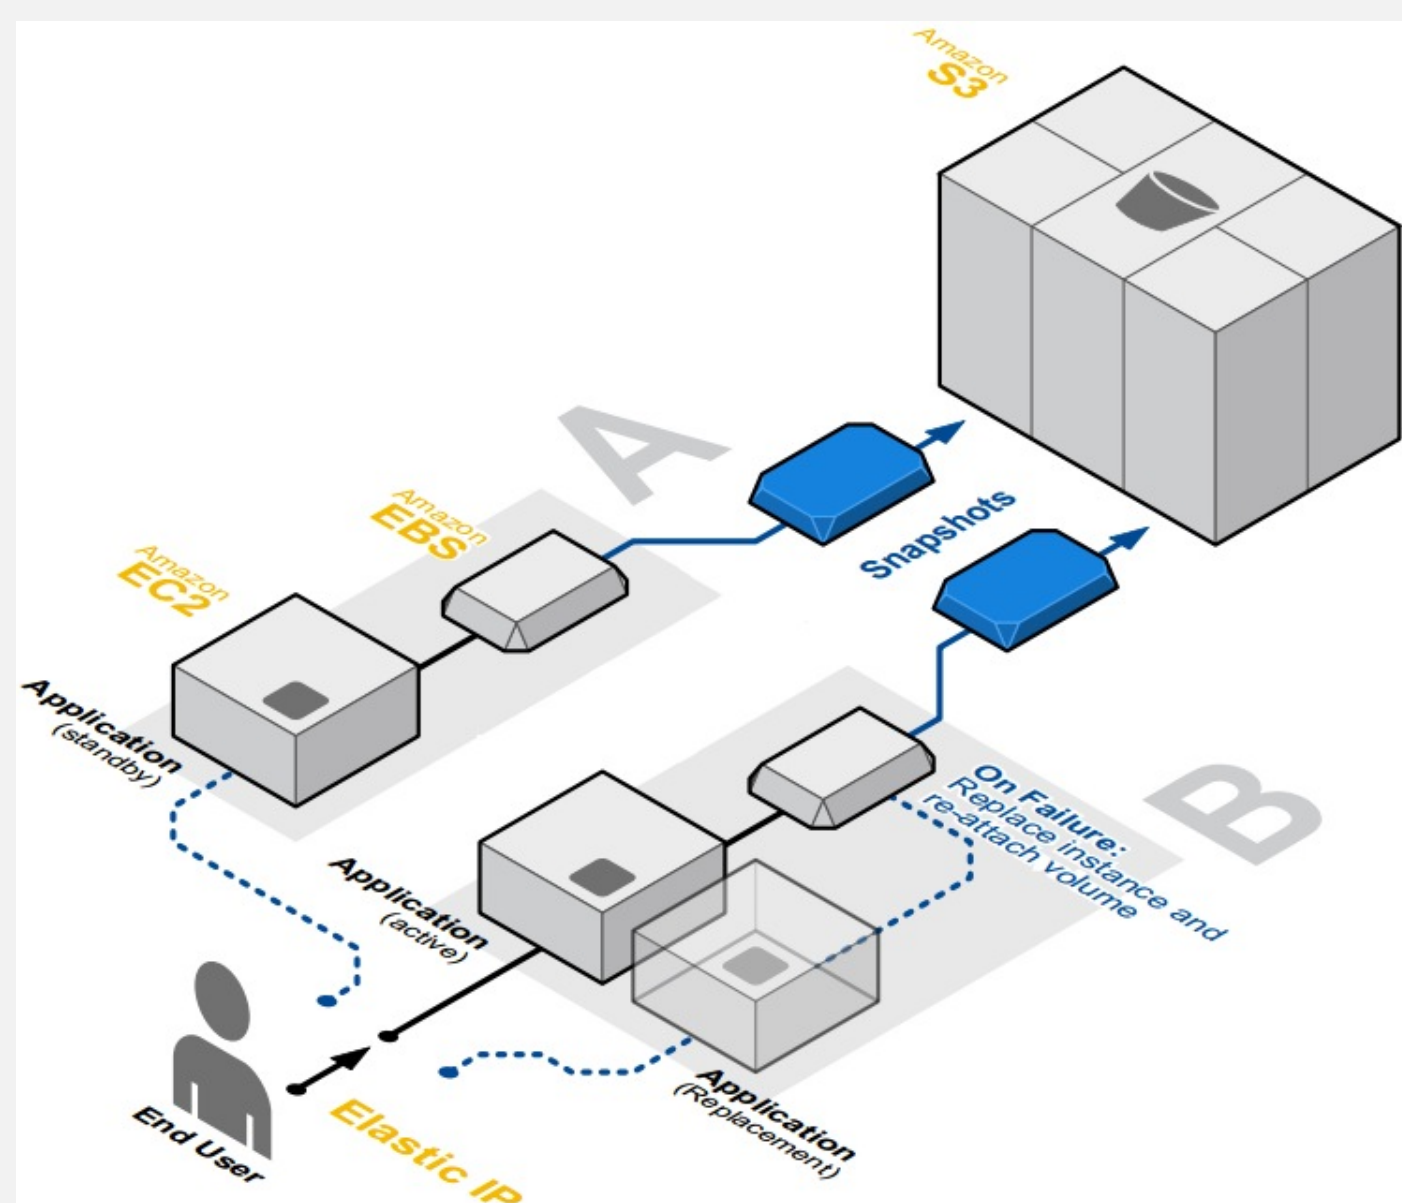 Amazon
S3
A
Amazon
EBS
Snapshots
Amazon
EC2
Application
(standby)
B
On Failure:
Replace instance and
re-attach volume
Application
(active)
Application
(Replacement)
End User
Elastic IP